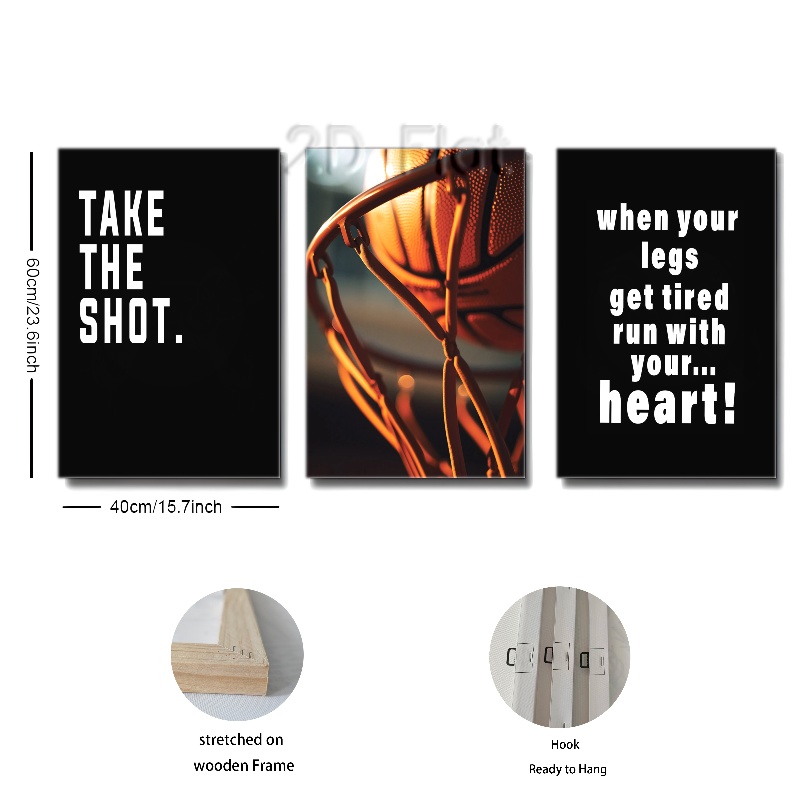 2D Flat
TAKE
THE
SHOT.
when your
legs
get tired
run with
your...
heart!
60cm/23.6inch
40cm/15.7inch
stretched on
wooden Frame
Hook
Ready to Hang